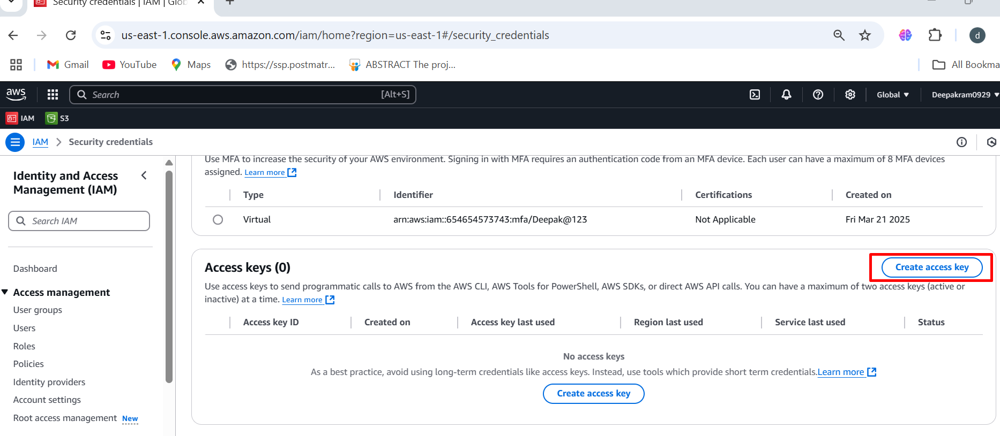 Security credentials | IAM | Glob
us-east-1.console.aws.amazon.com/iam/home?region=us-east-1#/security_credentials
d
Gmail
YouTube
Maps
https://ssp.postmatr...
ABSTRACT The proj...
All Bookma
aws
Search
[Alt+S]
Global
Deepakram0929
IAM
S3
IAM
Security credentials
Identity and Access
Management (IAM)
Search IAM
Dashboard
Access management
User groups
Users
Roles
Policies
Identity providers
Account settings
Root access management New
Use MFA to increase the security of your AWS environment. Signing in with MFA requires an authentication code from an MFA device. Each user can have a maximum of 8 MFA devices
assigned. Learn more
Type Identifier Certifications Created on
Virtual arn:aws:iam::654654573743:mfa/Deepak@123 Not Applicable Fri Mar 21 2025
Access keys (0)
Create access key
Use access keys to send programmatic calls to AWS from the AWS CLI, AWS Tools for PowerShell, AWS SDKs, or direct AWS API calls. You can have a maximum of two access keys (active or
inactive) at a time. Learn more
Access key ID Created on Access key last used Region last used Service last used Status
No access keys
As a best practice, avoid using long-term credentials like access keys. Instead, use tools which provide short term credentials.Learn more
Create access key